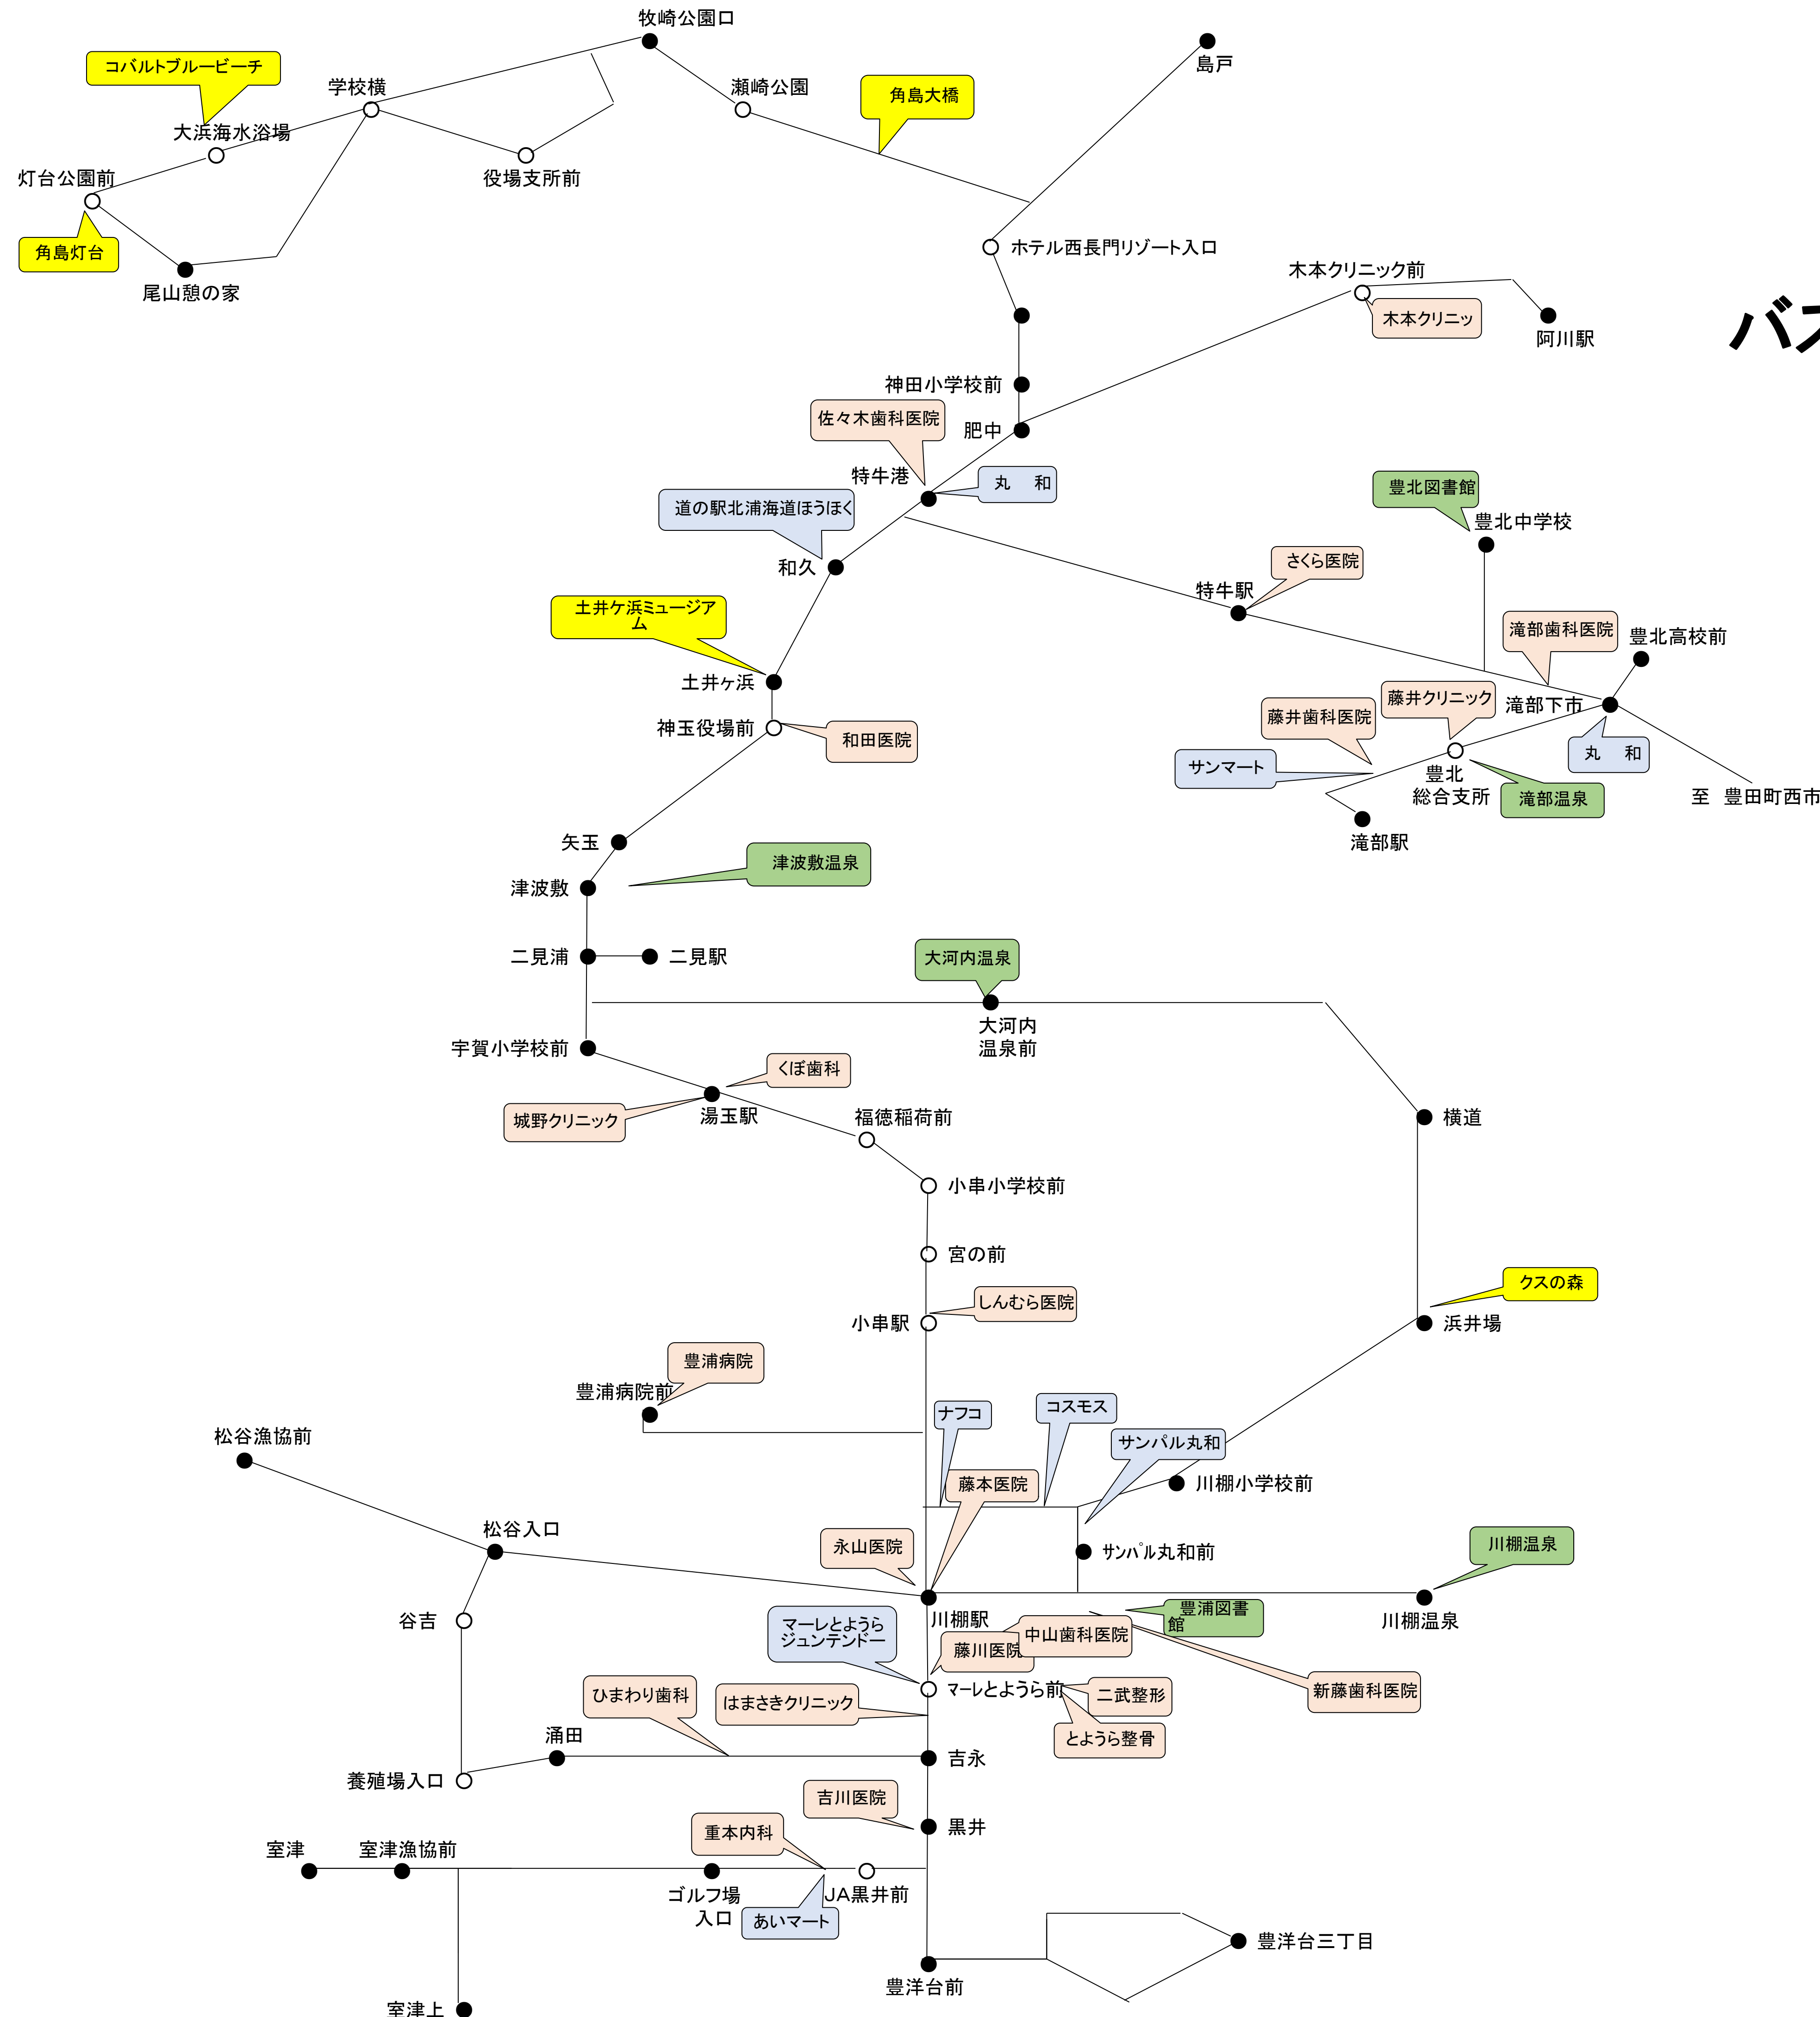 牧崎公園口
島戸
コバルトブルービーチ
学校横
瀬崎公園
角島大橋
大浜海水浴場
灯台公園前
役場支所前
角島灯台
尾山憩の家
ホテル西長門リゾート入口
木本クリニック前
木本クリニッ
阿川駅
バス
神田小学校前
佐々木歯科医院
肥中
特牛港
丸　和
道の駅北浦海道ほうほく
和久
豊北図書館
豊北中学校
さくら医院
特牛駅
土井ケ浜ミュージア
ム
滝部歯科医院
豊北高校前
土井ヶ浜
藤井クリニック
滝部下市
藤井歯科医院
神玉役場前
和田医院
丸　和
サンマート
豊北
総合支所
滝部温泉
至　豊田町西市
滝部駅
矢玉
津波敷温泉
津波敷
二見浦
二見駅
大河内温泉
大河内
温泉前
宇賀小学校前
くぼ歯科
城野クリニック
湯玉駅
福徳稲荷前
横道
小串小学校前
宮の前
クスの森
しんむら医院
小串駅
浜井場
豊浦病院
豊浦病院前
ナフコ
コスモス
サンパル丸和
松谷漁協前
藤本医院
川棚小学校前
松谷入口
永山医院
ｻﾝﾊﾟﾙ丸和前
川棚温泉
谷吉
川棚駅
川棚温泉
豊浦図書
館
マーレとようら
ジュンテンドー
藤川医院
中山歯科医院
ひまわり歯科
はまさきクリニック
ﾏｰﾚとようら前
二武整形
新藤歯科医院
とようら整骨
涌田
吉永
養殖場入口
吉川医院
黒井
重本内科
室津
室津漁協前
ゴルフ場
入口
JA黒井前
あいマート
豊洋台三丁目
豊洋台前
室津上